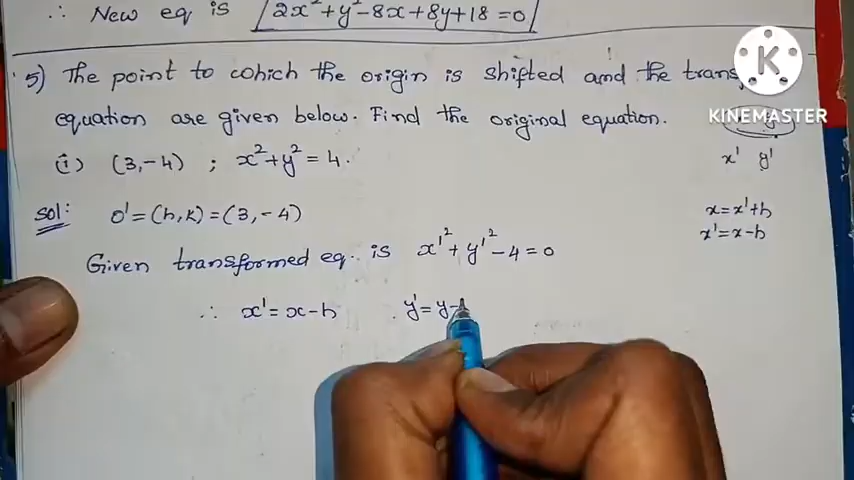 ∴ New eq is 2x²+y²-8x+8y+18=0
5) The point to which the origin is shifted and the
equation are given below. Find the original equation.
(i) (3,-4) ; x²+y²=4.
x' y'
sol: O'=(h,k)=(3,-4)
x=x'+h
x'=x-h
Given transformed eq. is x'²+y'²-4=0
∴ x'=x-h y'=y-
K
KINEMASTER